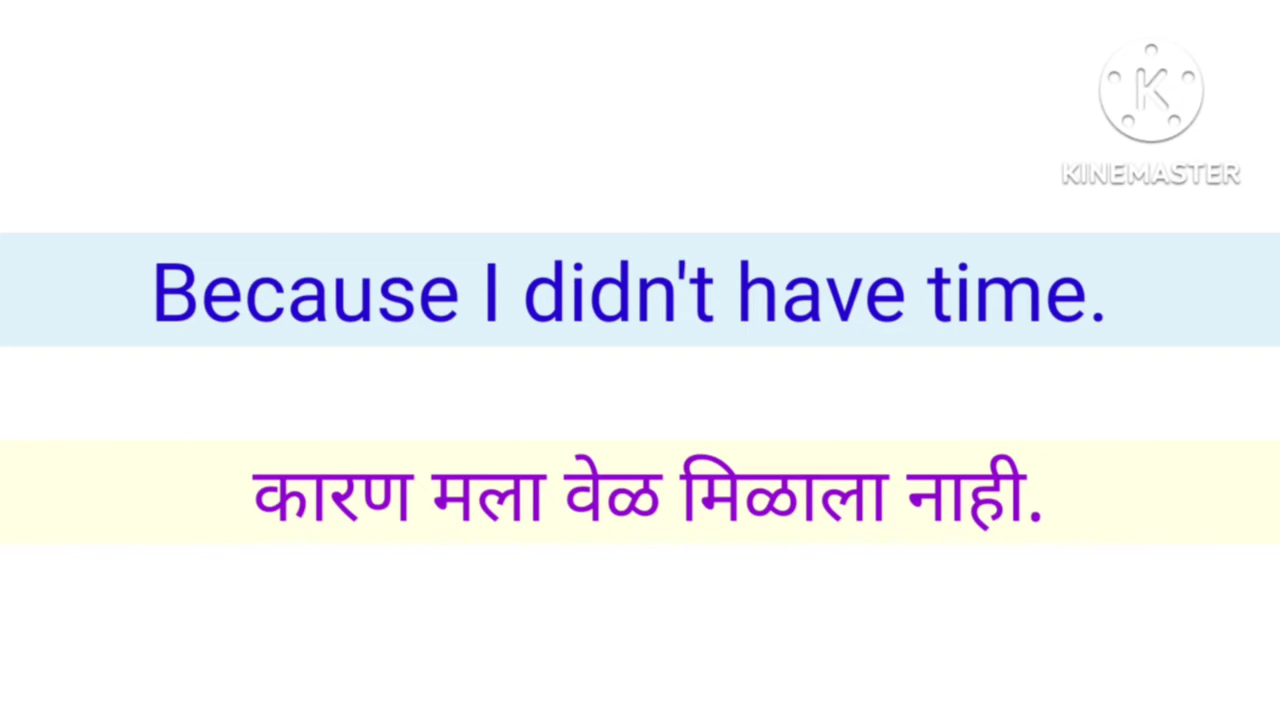 K
KINEMASTER
Because I didn't have time.
कारण मला वेळ मिळाला नाही.